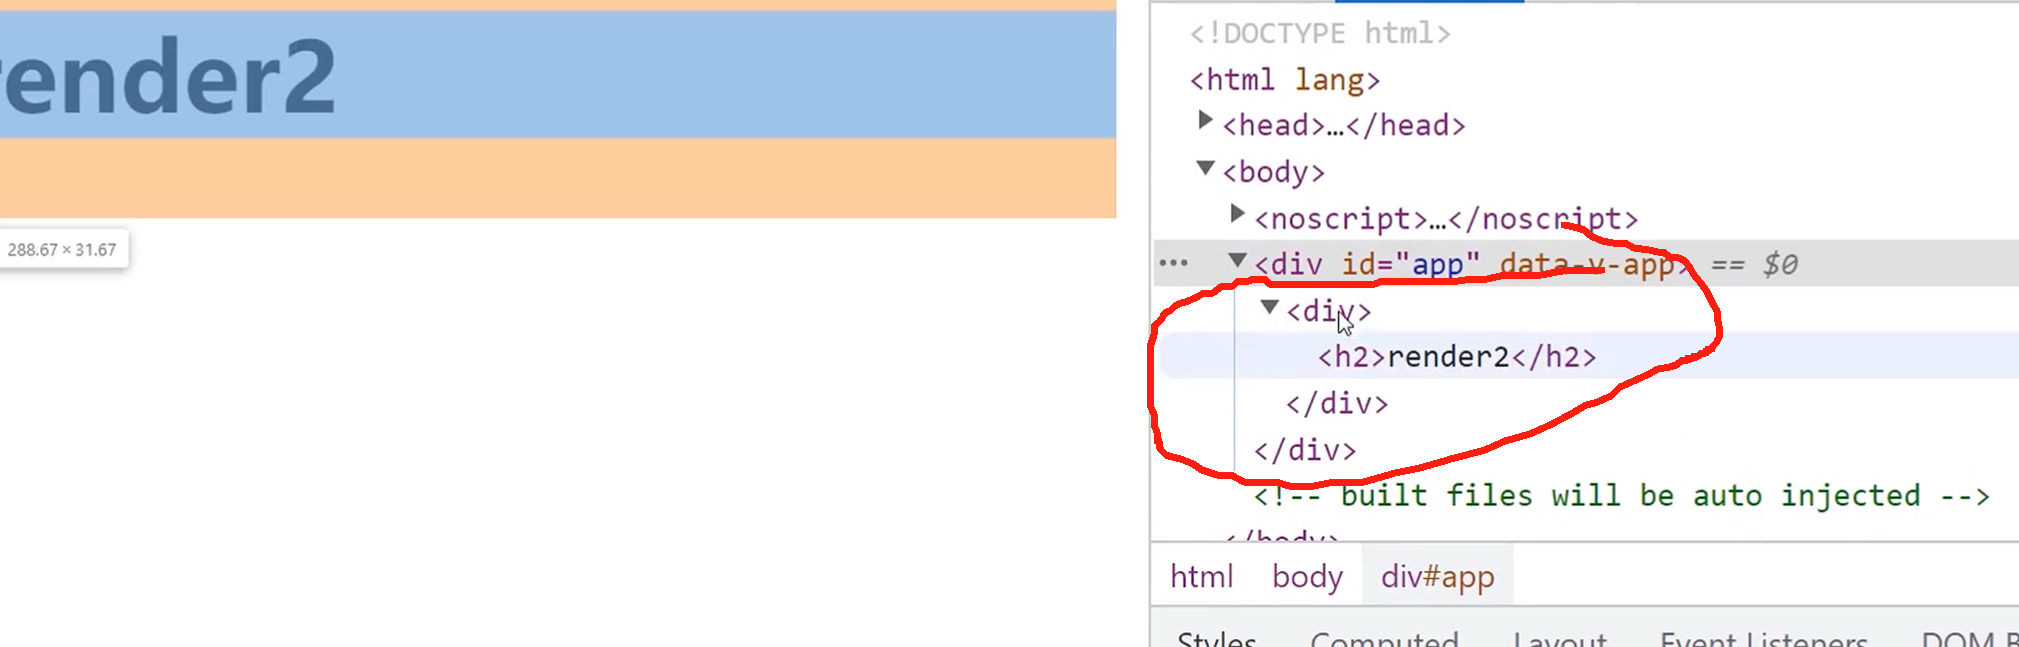 render2
288.67 × 31.67
<!DOCTYPE html>
<html lang>
<head>…</head>
<body>
<noscript>…</noscript>
<div id="app" data-v-app> == $0
<div>
<h2>render2</h2>
</div>
</div>
<!-- built files will be auto injected -->
</body>
html body div#app
Styles Computed Layout Event Listeners DOM B